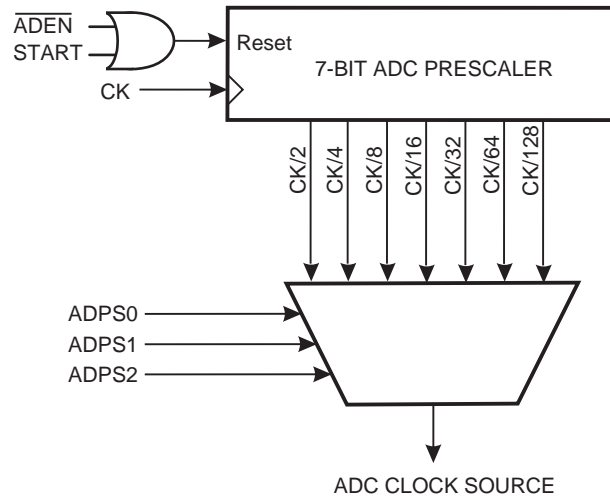 ADEN
START
Reset
CK
7-BIT ADC PRESCALER
CK/2
CK/4
CK/8
CK/16
CK/32
CK/64
CK/128
ADPS0
ADPS1
ADPS2
ADC CLOCK SOURCE